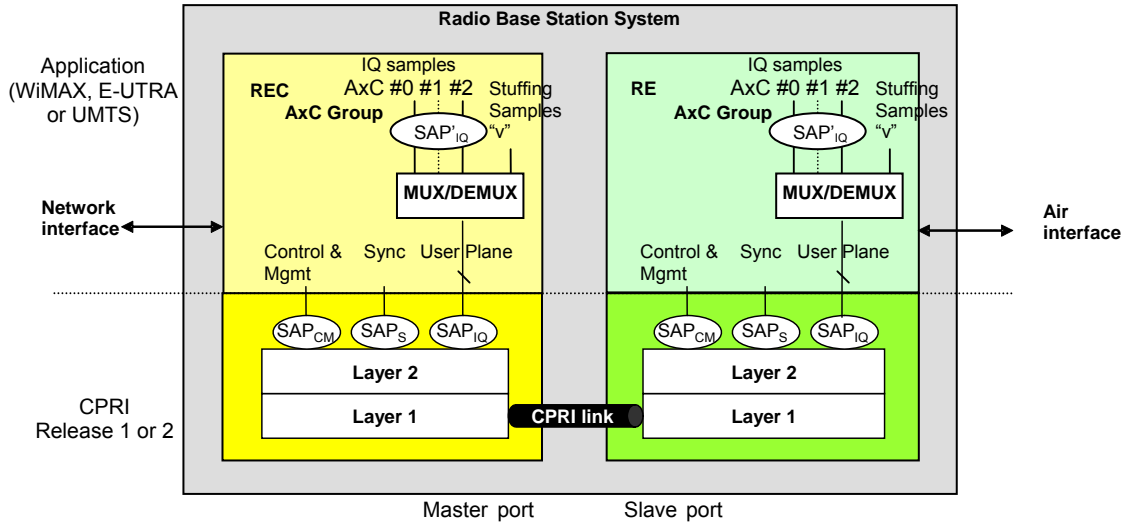 Radio Base Station System
Application
(WiMAX, E-UTRA
or UMTS)
REC
IQ samples
AxC #0 #1 #2
AxC Group
Stuffing
Samples
“v”
SAP’IQ
MUX/DEMUX
Network
interface
Control &
Mgmt
Sync
User Plane
SAPCM
SAPS
SAPIQ
Layer 2
Layer 1
RE
IQ samples
AxC #0 #1 #2
AxC Group
Stuffing
Samples
“v”
SAP’IQ
MUX/DEMUX
Air
interface
Control &
Mgmt
Sync
User Plane
SAPCM
SAPS
SAPIQ
Layer 2
Layer 1
CPRI link
CPRI
Release 1 or 2
Master port
Slave port